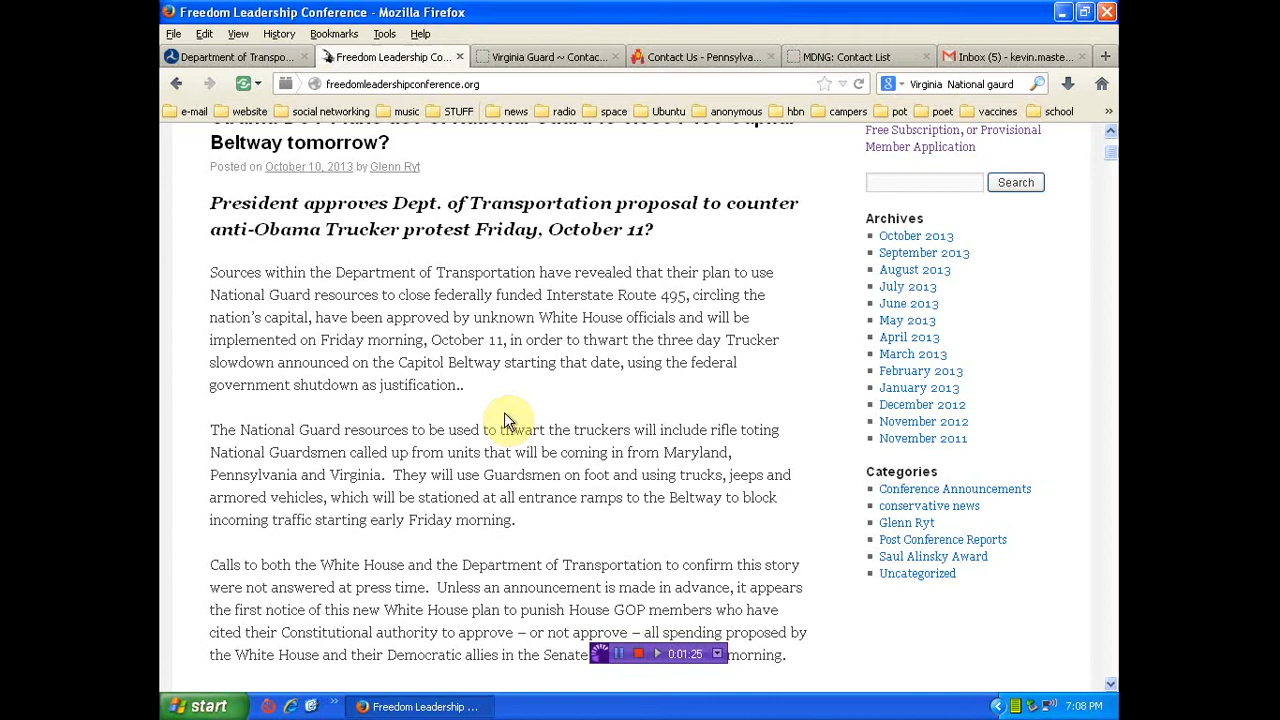 Freedom Leadership Conference - Mozilla Firefox
File Edit View History Bookmarks Tools Help
Department of Transpo... Freedom Leadership Co... Virginia Guard ~ Contac... Contact Us - Pennsylva... MDNG: Contact List Inbox (5) - kevin.maste...
freedomleadershipconference.org Virginia National gaurd
e-mail website social networking music STUFF news radio space Ubuntu anonymous hbn campers pot poet vaccines school
Beltway tomorrow?
Posted on October 10, 2013 by Glenn Ryt
President approves Dept. of Transportation proposal to counter
anti-Obama Trucker protest Friday, October 11?
Sources within the Department of Transportation have revealed that their plan to use
National Guard resources to close federally funded Interstate Route 495, circling the
nation's capital, have been approved by unknown White House officials and will be
implemented on Friday morning, October 11, in order to thwart the three day Trucker
slowdown announced on the Capitol Beltway starting that date, using the federal
government shutdown as justification..
The National Guard resources to be used to thwart the truckers will include rifle toting
National Guardsmen called up from units that will be coming in from Maryland,
Pennsylvania and Virginia. They will use Guardsmen on foot and using trucks, jeeps and
armored vehicles, which will be stationed at all entrance ramps to the Beltway to block
incoming traffic starting early Friday morning.
Calls to both the White House and the Department of Transportation to confirm this story
were not answered at press time. Unless an announcement is made in advance, it appears
the first notice of this new White House plan to punish House GOP members who have
cited their Constitutional authority to approve – or not approve – all spending proposed by
the White House and their Democratic allies in the Senate morning.
0:01:25
Free Subscription, or Provisional
Member Application
Search
Archives
October 2013
September 2013
August 2013
July 2013
June 2013
May 2013
April 2013
March 2013
February 2013
January 2013
December 2012
November 2012
November 2011
Categories
Conference Announcements
conservative news
Glenn Ryt
Post Conference Reports
Saul Alinsky Award
Uncategorized
start Freedom Leadership ... 7:08 PM